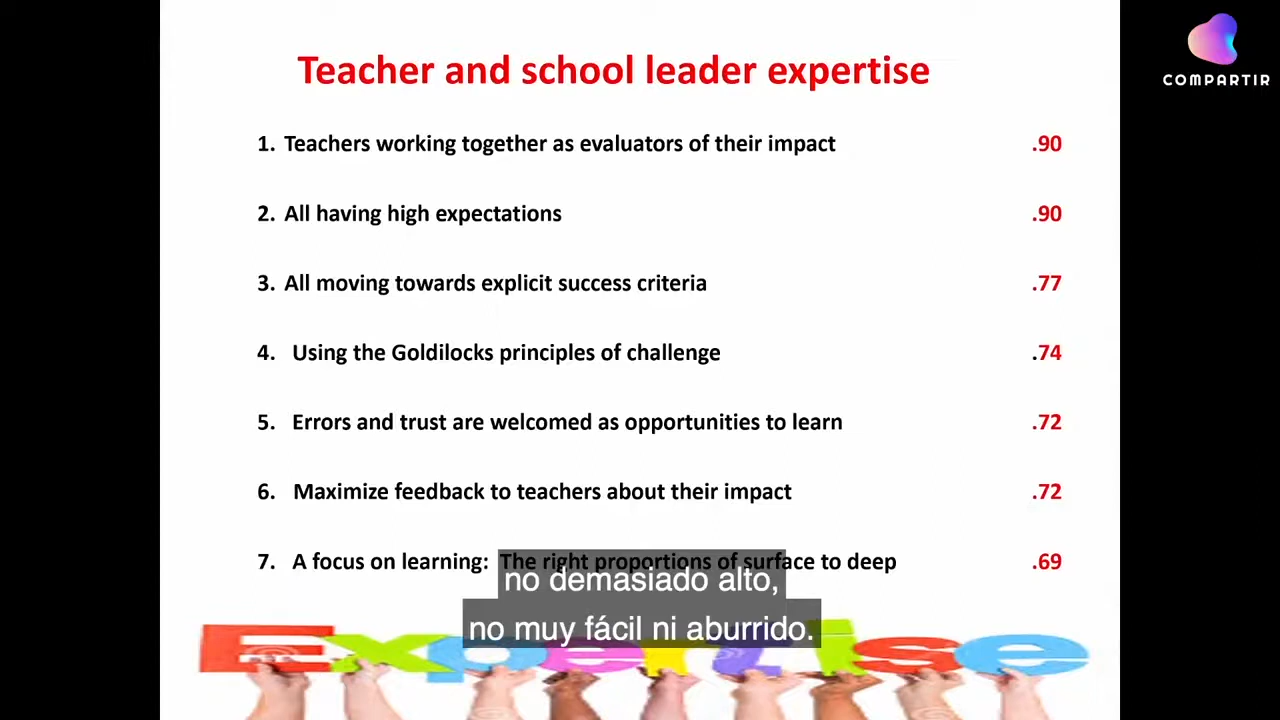 Teacher and school leader expertise
COMPARTIR
1. Teachers working together as evaluators of their impact .90
2. All having high expectations .90
3. All moving towards explicit success criteria .77
4. Using the Goldilocks principles of challenge .74
5. Errors and trust are welcomed as opportunities to learn .72
6. Maximize feedback to teachers about their impact .72
7. A focus on learning: The right proportions of surface to deep .69
no demasiado alto,
no muy fácil ni aburrido.
Expertise